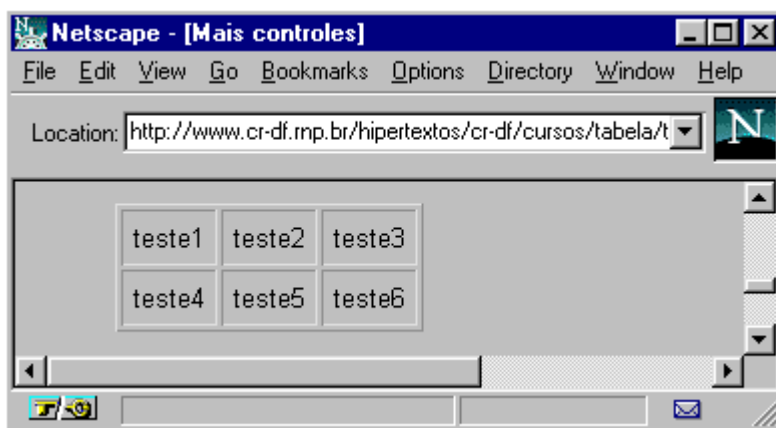 Netscape - [Mais controles]
File Edit View Go Bookmarks Options Directory Window Help
Location: http://www.cr-df.rnp.br/hipertextos/cr-df/cursos/tabela/t
N
teste1 teste2 teste3
teste4 teste5 teste6